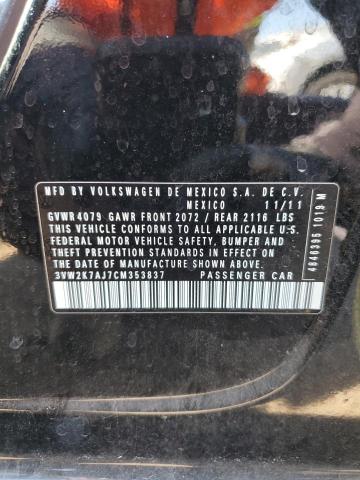 MFD BY VOLKSWAGEN DE MEXICO S.A. DE C.V.
MEXICO 11/11
GVWR 4079 GAWR FRONT 2072 / REAR 2116 LBS
THIS VEHICLE CONFORMS TO ALL APPLICABLE U.S.
FEDERAL MOTOR VEHICLE SAFETY, BUMPER AND
THEFT PREVENTION STANDARDS IN EFFECT ON
THE DATE OF MANUFACTURE SHOWN ABOVE.
3VW2K7AJ7CM353837 PASSENGER CAR
4846395 1019 M